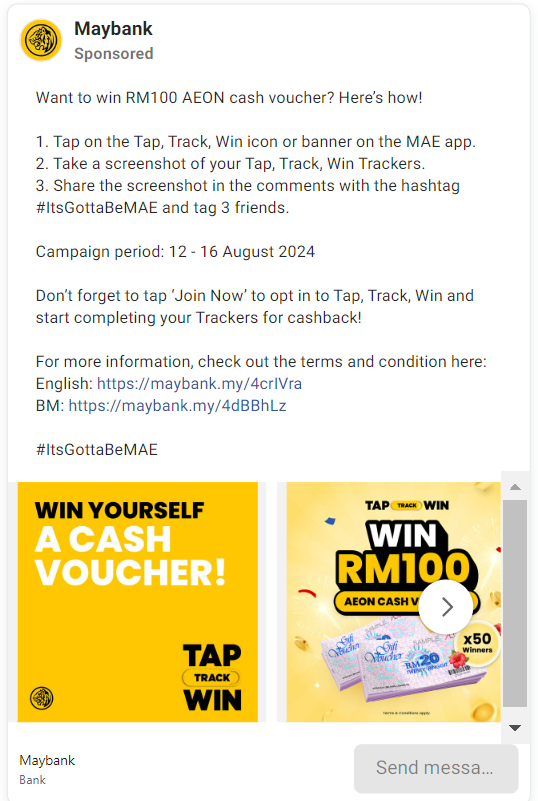 Maybank
Sponsored
Want to win RM100 AEON cash voucher? Here’s how!
1. Tap on the Tap, Track, Win icon or banner on the MAE app.
2. Take a screenshot of your Tap, Track, Win Trackers.
3. Share the screenshot in the comments with the hashtag
#ItsGottaBeMAE and tag 3 friends.
Campaign period: 12 - 16 August 2024
Don’t forget to tap ‘Join Now’ to opt in to Tap, Track, Win and
start completing your Trackers for cashback!
For more information, check out the terms and condition here:
English: https://maybank.my/4crIVra
BM: https://maybank.my/4dBBhLz
#ItsGottaBeMAE
WIN YOURSELF
A CASH
VOUCHER!
TAP
TRACK
WIN
TAP TRACK WIN
WIN
RM100
AEON CASH V
x50
Winners
Gift
Voucher
Gift
Voucher
RM20
terms & conditions apply
Maybank
Bank
Send messa...